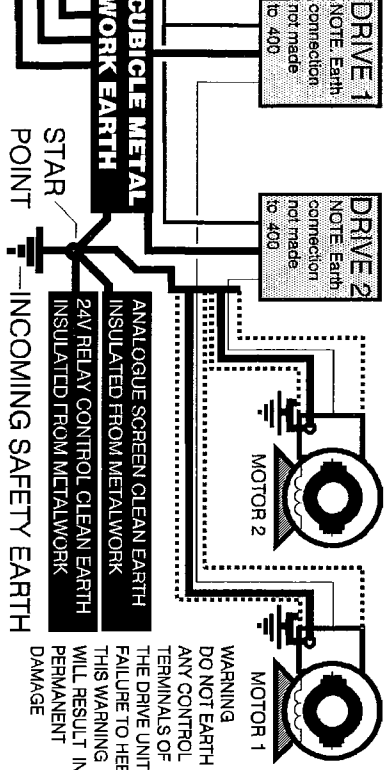 DRIVE 1
NOTE. Earth
connection
not made
to 400
DRIVE 2
NOTE Earth
connection
not made
to 400
CUBICLE METAL
WORK EARTH
STAR
POINT
INCOMING SAFETY EARTH
ANALOGUE SCREEN CLEAN EARTH
INSULATED FROM METALWORK
24V RELAY CONTROL CLEAN EARTH
INSULATED FROM METALWORK
MOTOR 2
MOTOR 1
WARNING
DO NOT EARTH
ANY CONTROL
TERMINALS OF
THE DRIVE UNIT
FAILURE TO HEE
THIS WARNING
WILL RESULT IN
PERMANENT
DAMAGE